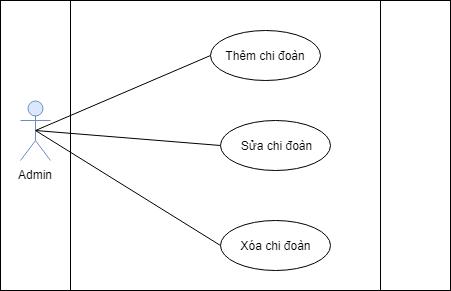 Thêm chi đoàn
Sửa chi đoàn
Admin
Xóa chi đoàn